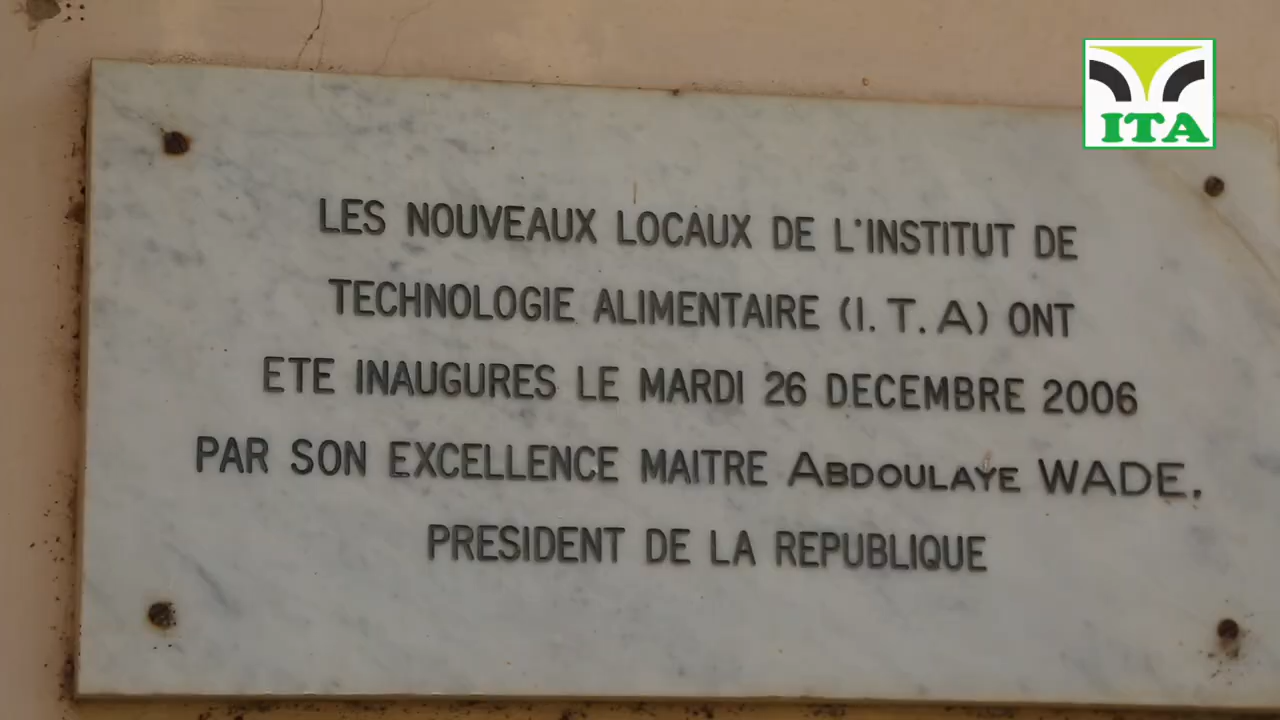 ITA
LES NOUVEAUX LOCAUX DE L'INSTITUT DE
TECHNOLOGIE ALIMENTAIRE (I. T. A) ONT
ETE INAUGURES LE MARDI 26 DECEMBRE 2006
PAR SON EXCELLENCE MAITRE ABDOULAYE WADE.
PRESIDENT DE LA REPUBLIQUE